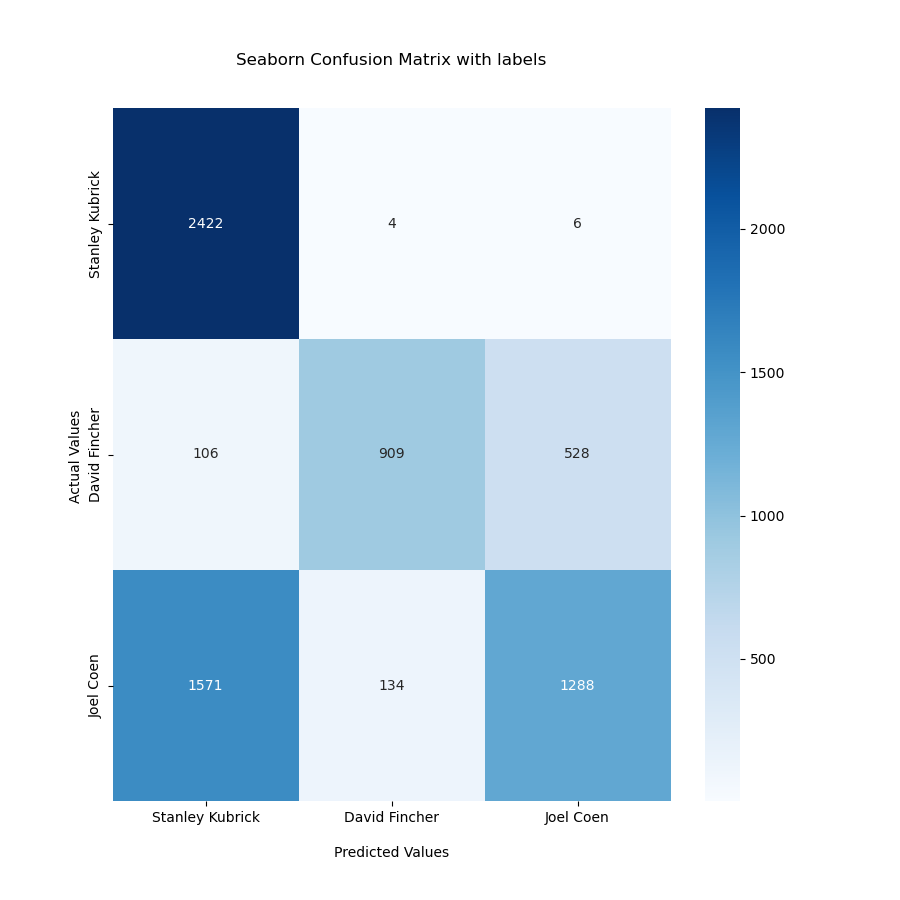 Seaborn Confusion Matrix with labels
Actual Values
Stanley Kubrick
2422
4
6
David Fincher
106
909
528
Joel Coen
1571
134
1288
Stanley Kubrick
David Fincher
Joel Coen
Predicted Values
2000
1500
1000
500